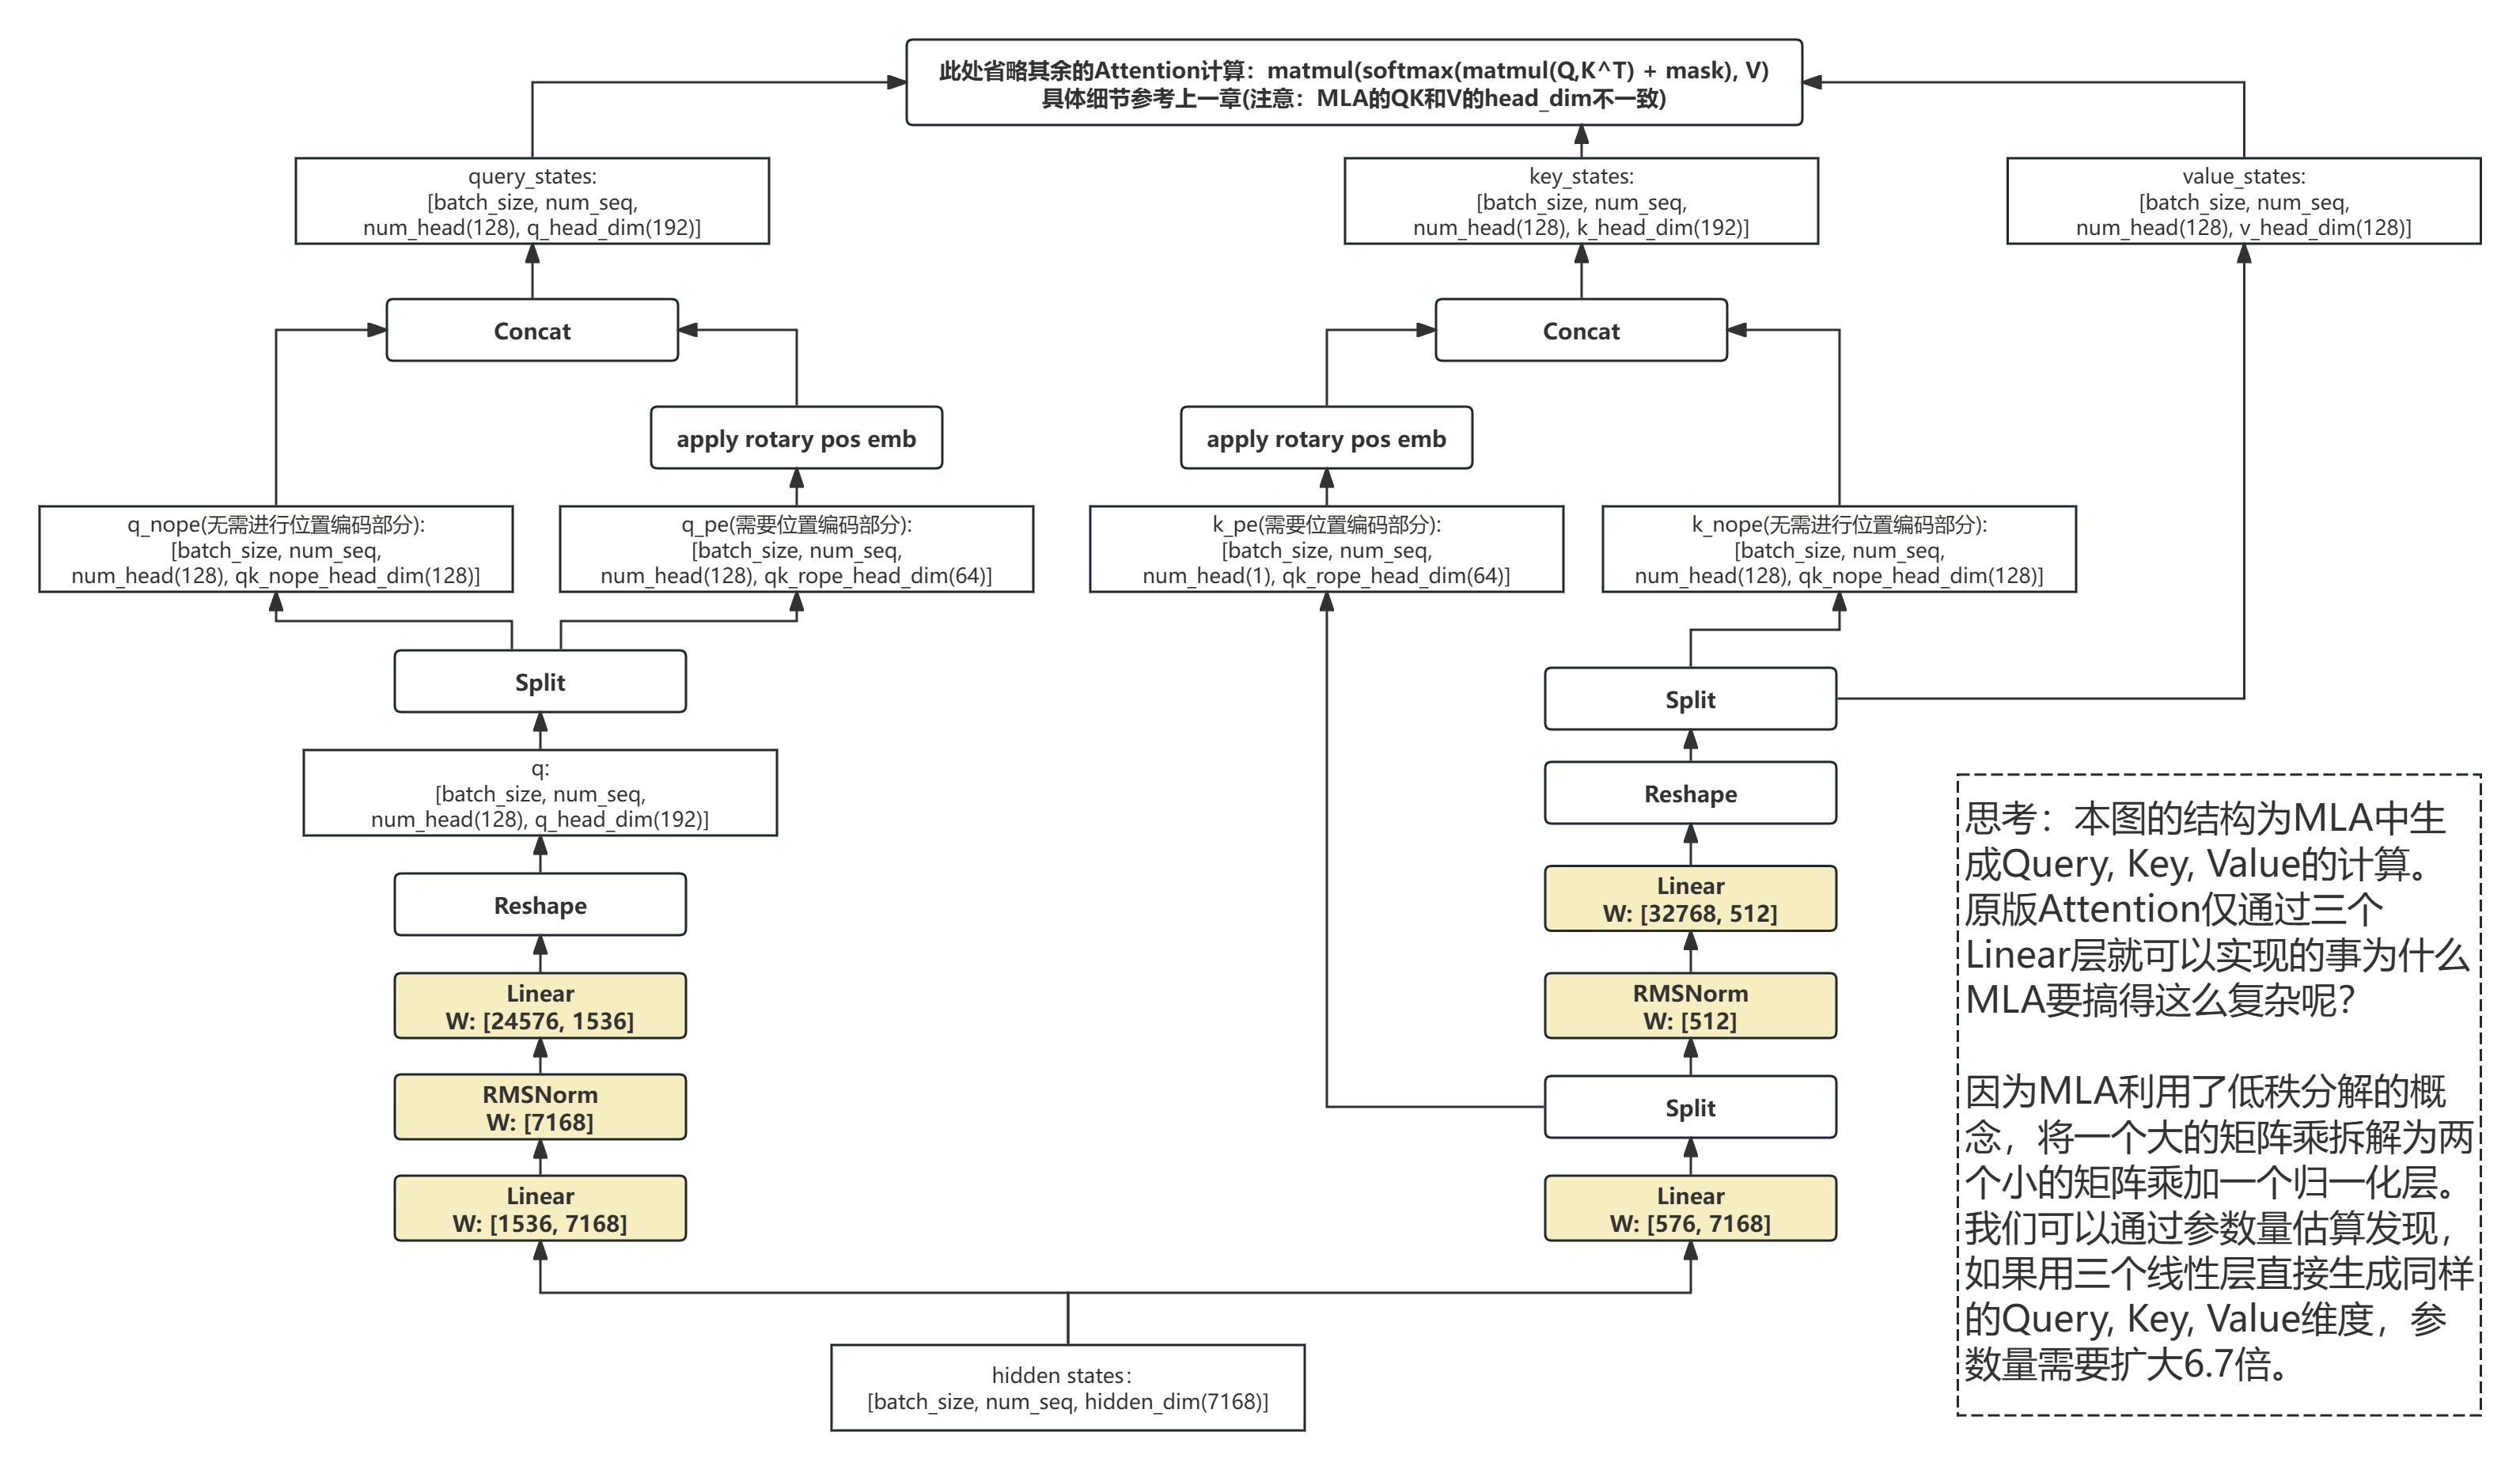 此处省略其余的Attention计算：matmul(softmax(matmul(Q,K^T) + mask), V)
具体细节参考上一章(注意：MLA的QK和V的head_dim不一致)
query_states:
[batch_size, num_seq,
num_head(128), q_head_dim(192)]
key_states:
[batch_size, num_seq,
num_head(128), k_head_dim(192)]
value_states:
[batch_size, num_seq,
num_head(128), v_head_dim(128)]
Concat
Concat
apply rotary pos emb
apply rotary pos emb
q_nope(无需进行位置编码部分):
[batch_size, num_seq,
num_head(128), qk_nope_head_dim(128)]
q_pe(需要位置编码部分):
[batch_size, num_seq,
num_head(128), qk_rope_head_dim(64)]
k_pe(需要位置编码部分):
[batch_size, num_seq,
num_head(1), qk_rope_head_dim(64)]
k_nope(无需进行位置编码部分):
[batch_size, num_seq,
num_head(128), qk_nope_head_dim(128)]
Split
q:
[batch_size, num_seq,
num_head(128), q_head_dim(192)]
Reshape
Linear
W: [24576, 1536]
RMSNorm
W: [7168]
Linear
W: [1536, 7168]
Split
Reshape
Linear
W: [32768, 512]
RMSNorm
W: [512]
Split
Linear
W: [576, 7168]
hidden states：
[batch_size, num_seq, hidden_dim(7168)]
思考：本图的结构为MLA中生
成Query, Key, Value的计算。
原版Attention仅通过三个
Linear层就可以实现的事为什么
MLA要搞得这么复杂呢？
因为MLA利用了低秩分解的概
念，将一个大的矩阵乘拆解为两
个小的矩阵乘加一个归一化层。
我们可以通过参数量估算发现，
如果用三个线性层直接生成同样
的Query, Key, Value维度，参
数量需要扩大6.7倍。